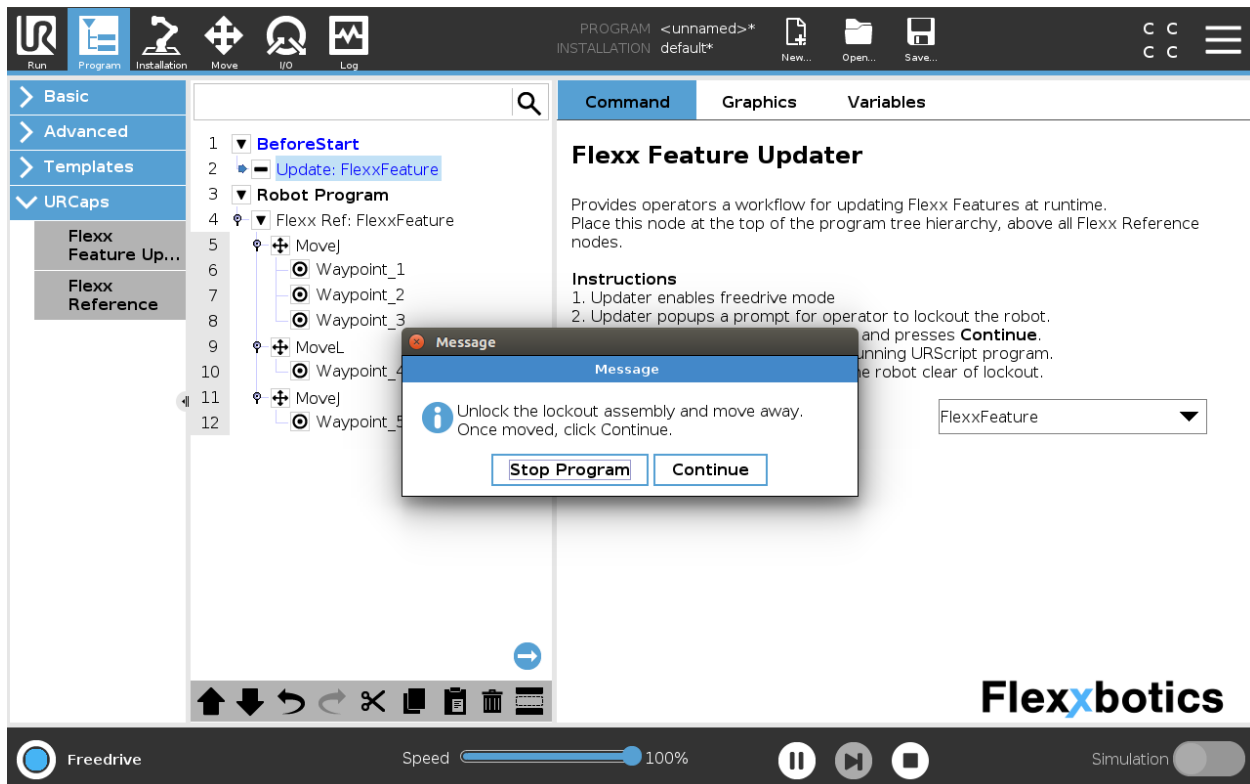 PROGRAM <unnamed>*
INSTALLATION default*
Run Program Installation Move I/O Log New... Open... Save...
C C
C C
Basic
Advanced
Templates
URCaps
Flexx
Feature Up...
Flexx
Reference
1 BeforeStart
2 Update: FlexxFeature
3 Robot Program
4 Flexx Ref: FlexxFeature
5 MoveJ
6 Waypoint_1
7 Waypoint_2
8 Waypoint_3
9 MoveL
10 Waypoint_4
11 MoveJ
12 Waypoint_5
Command Graphics Variables
Flexx Feature Updater
Provides operators a workflow for updating Flexx Features at runtime.
Place this node at the top of the program tree hierarchy, above all Flexx Reference
nodes.
Instructions
1. Updater enables freedrive mode
2. Updater popups a prompt for operator to lockout the robot.
and presses Continue.
URScript program.
robot clear of lockout.
FlexxFeature
Message
Message
Unlock the lockout assembly and move away.
Once moved, click Continue.
Stop Program Continue
Flexxbotics
Freedrive
Speed 100%
Simulation